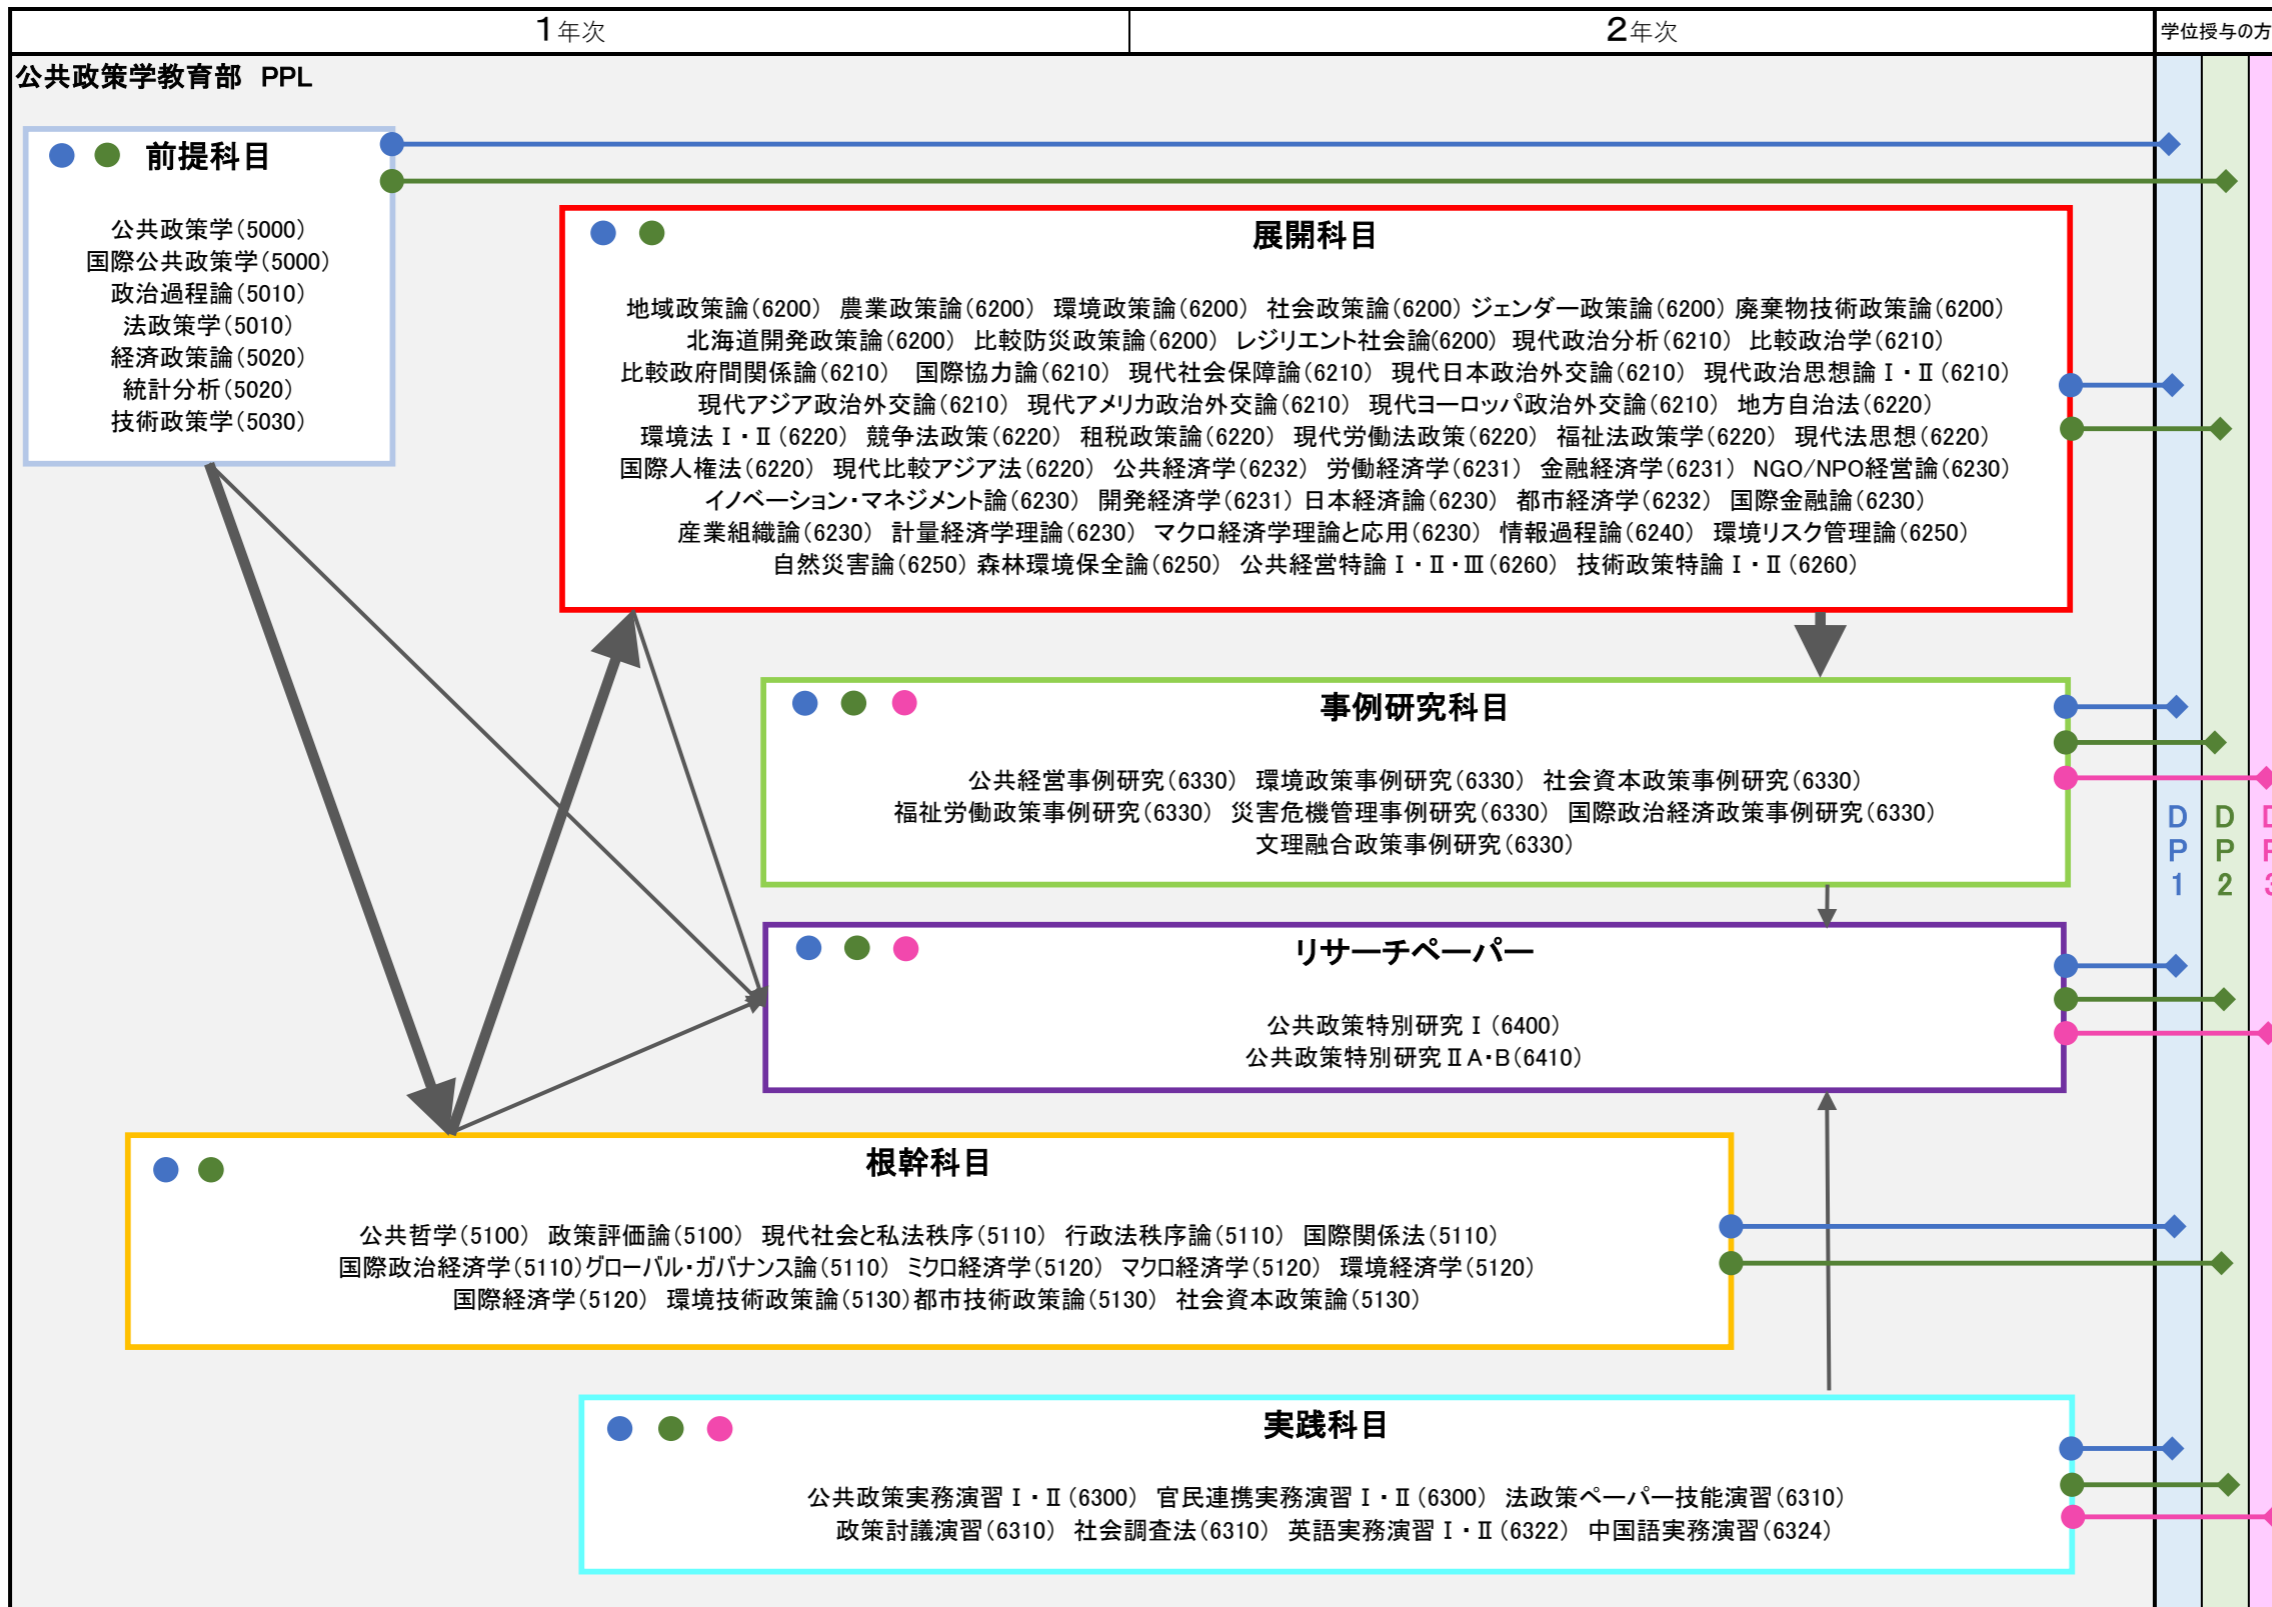 1年次
2年次
学位授与の方
公共政策学教育部 PPL
前提科目
公共政策学(5000)
国際公共政策学(5000)
政治過程論(5010)
法政策学(5010)
経済政策論(5020)
統計分析(5020)
技術政策学(5030)
展開科目
地域政策論(6200) 農業政策論(6200) 環境政策論(6200) 社会政策論(6200) ジェンダー政策論(6200) 廃棄物技術政策論(6200)
北海道開発政策論(6200) 比較防災政策論(6200) レジリエント社会論(6200) 現代政治分析(6210) 比較政治学(6210)
比較政府間関係論(6210) 国際協力論(6210) 現代社会保障論(6210) 現代日本政治外交論(6210) 現代政治思想論Ⅰ・Ⅱ(6210)
現代アジア政治外交論(6210) 現代アメリカ政治外交論(6210) 現代ヨーロッパ政治外交論(6210) 地方自治法(6220)
環境法Ⅰ・Ⅱ(6220) 競争法政策(6220) 租税政策論(6220) 現代労働法政策(6220) 福祉法政策学(6220) 現代法思想(6220)
国際人権法(6220) 現代比較アジア法(6220) 公共経済学(6232) 労働経済学(6231) 金融経済学(6231) NGO/NPO経営論(6230)
イノベーション・マネジメント論(6230) 開発経済学(6231) 日本経済論(6230) 都市経済学(6232) 国際金融論(6230)
産業組織論(6230) 計量経済学理論(6230) マクロ経済学理論と応用(6230) 情報過程論(6240) 環境リスク管理論(6250)
自然災害論(6250) 森林環境保全論(6250) 公共経営特論Ⅰ・Ⅱ・Ⅲ(6260) 技術政策特論Ⅰ・Ⅱ(6260)
事例研究科目
公共経営事例研究(6330) 環境政策事例研究(6330) 社会資本政策事例研究(6330)
福祉労働政策事例研究(6330) 災害危機管理事例研究(6330) 国際政治経済政策事例研究(6330)
文理融合政策事例研究(6330)
DP1
DP2
DP3
リサーチペーパー
公共政策特別研究Ⅰ(6400)
公共政策特別研究ⅡA・B(6410)
根幹科目
公共哲学(5100) 政策評価論(5100) 現代社会と私法秩序(5110) 行政法秩序論(5110) 国際関係法(5110)
国際政治経済学(5110)グローバル・ガバナンス論(5110) ミクロ経済学(5120) マクロ経済学(5120) 環境経済学(5120)
国際経済学(5120) 環境技術政策論(5130)都市技術政策論(5130) 社会資本政策論(5130)
実践科目
公共政策実務演習Ⅰ・Ⅱ(6300) 官民連携実務演習Ⅰ・Ⅱ(6300) 法政策ペーパー技能演習(6310)
政策討議演習(6310) 社会調査法(6310) 英語実務演習Ⅰ・Ⅱ(6322) 中国語実務演習(6324)